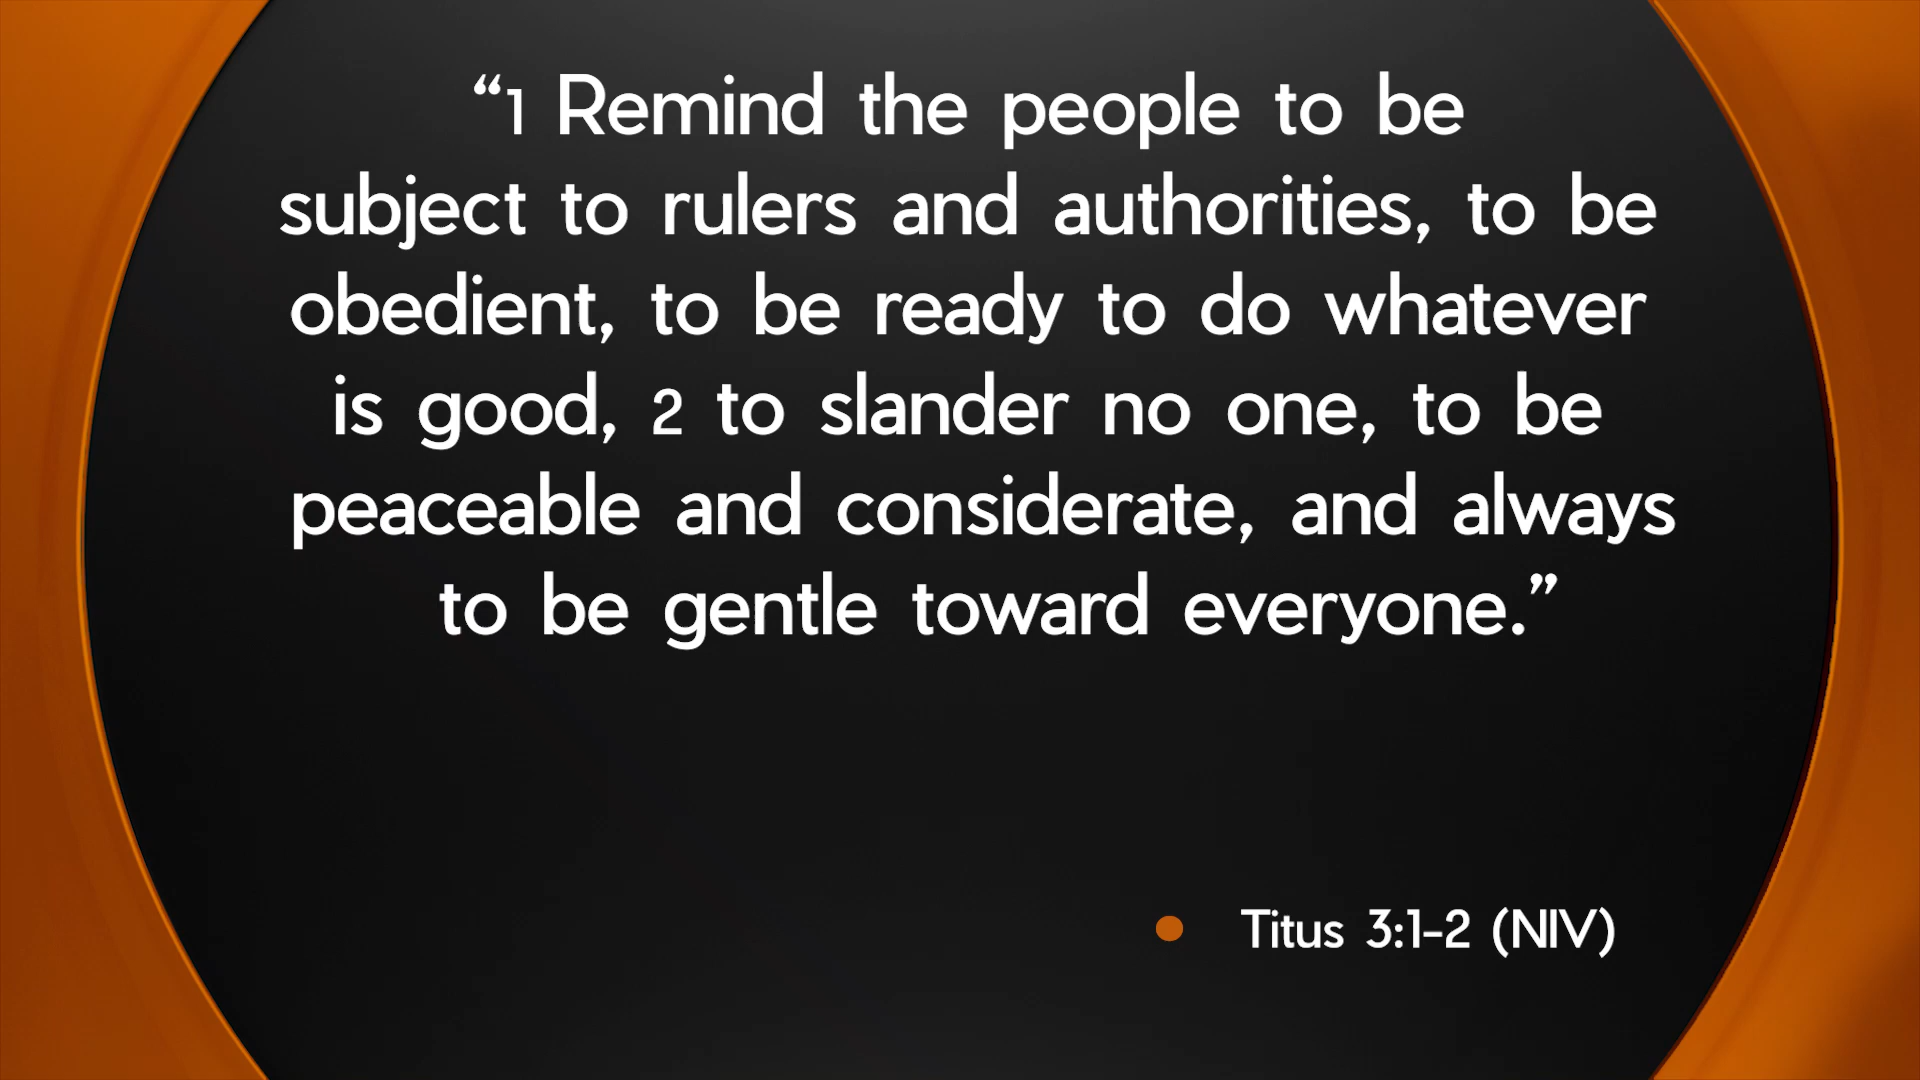 “1 Remind the people to be
subject to rulers and authorities, to be
obedient, to be ready to do whatever
is good, 2 to slander no one, to be
peaceable and considerate, and always
to be gentle toward everyone.”
• Titus 3:1-2 (NIV)